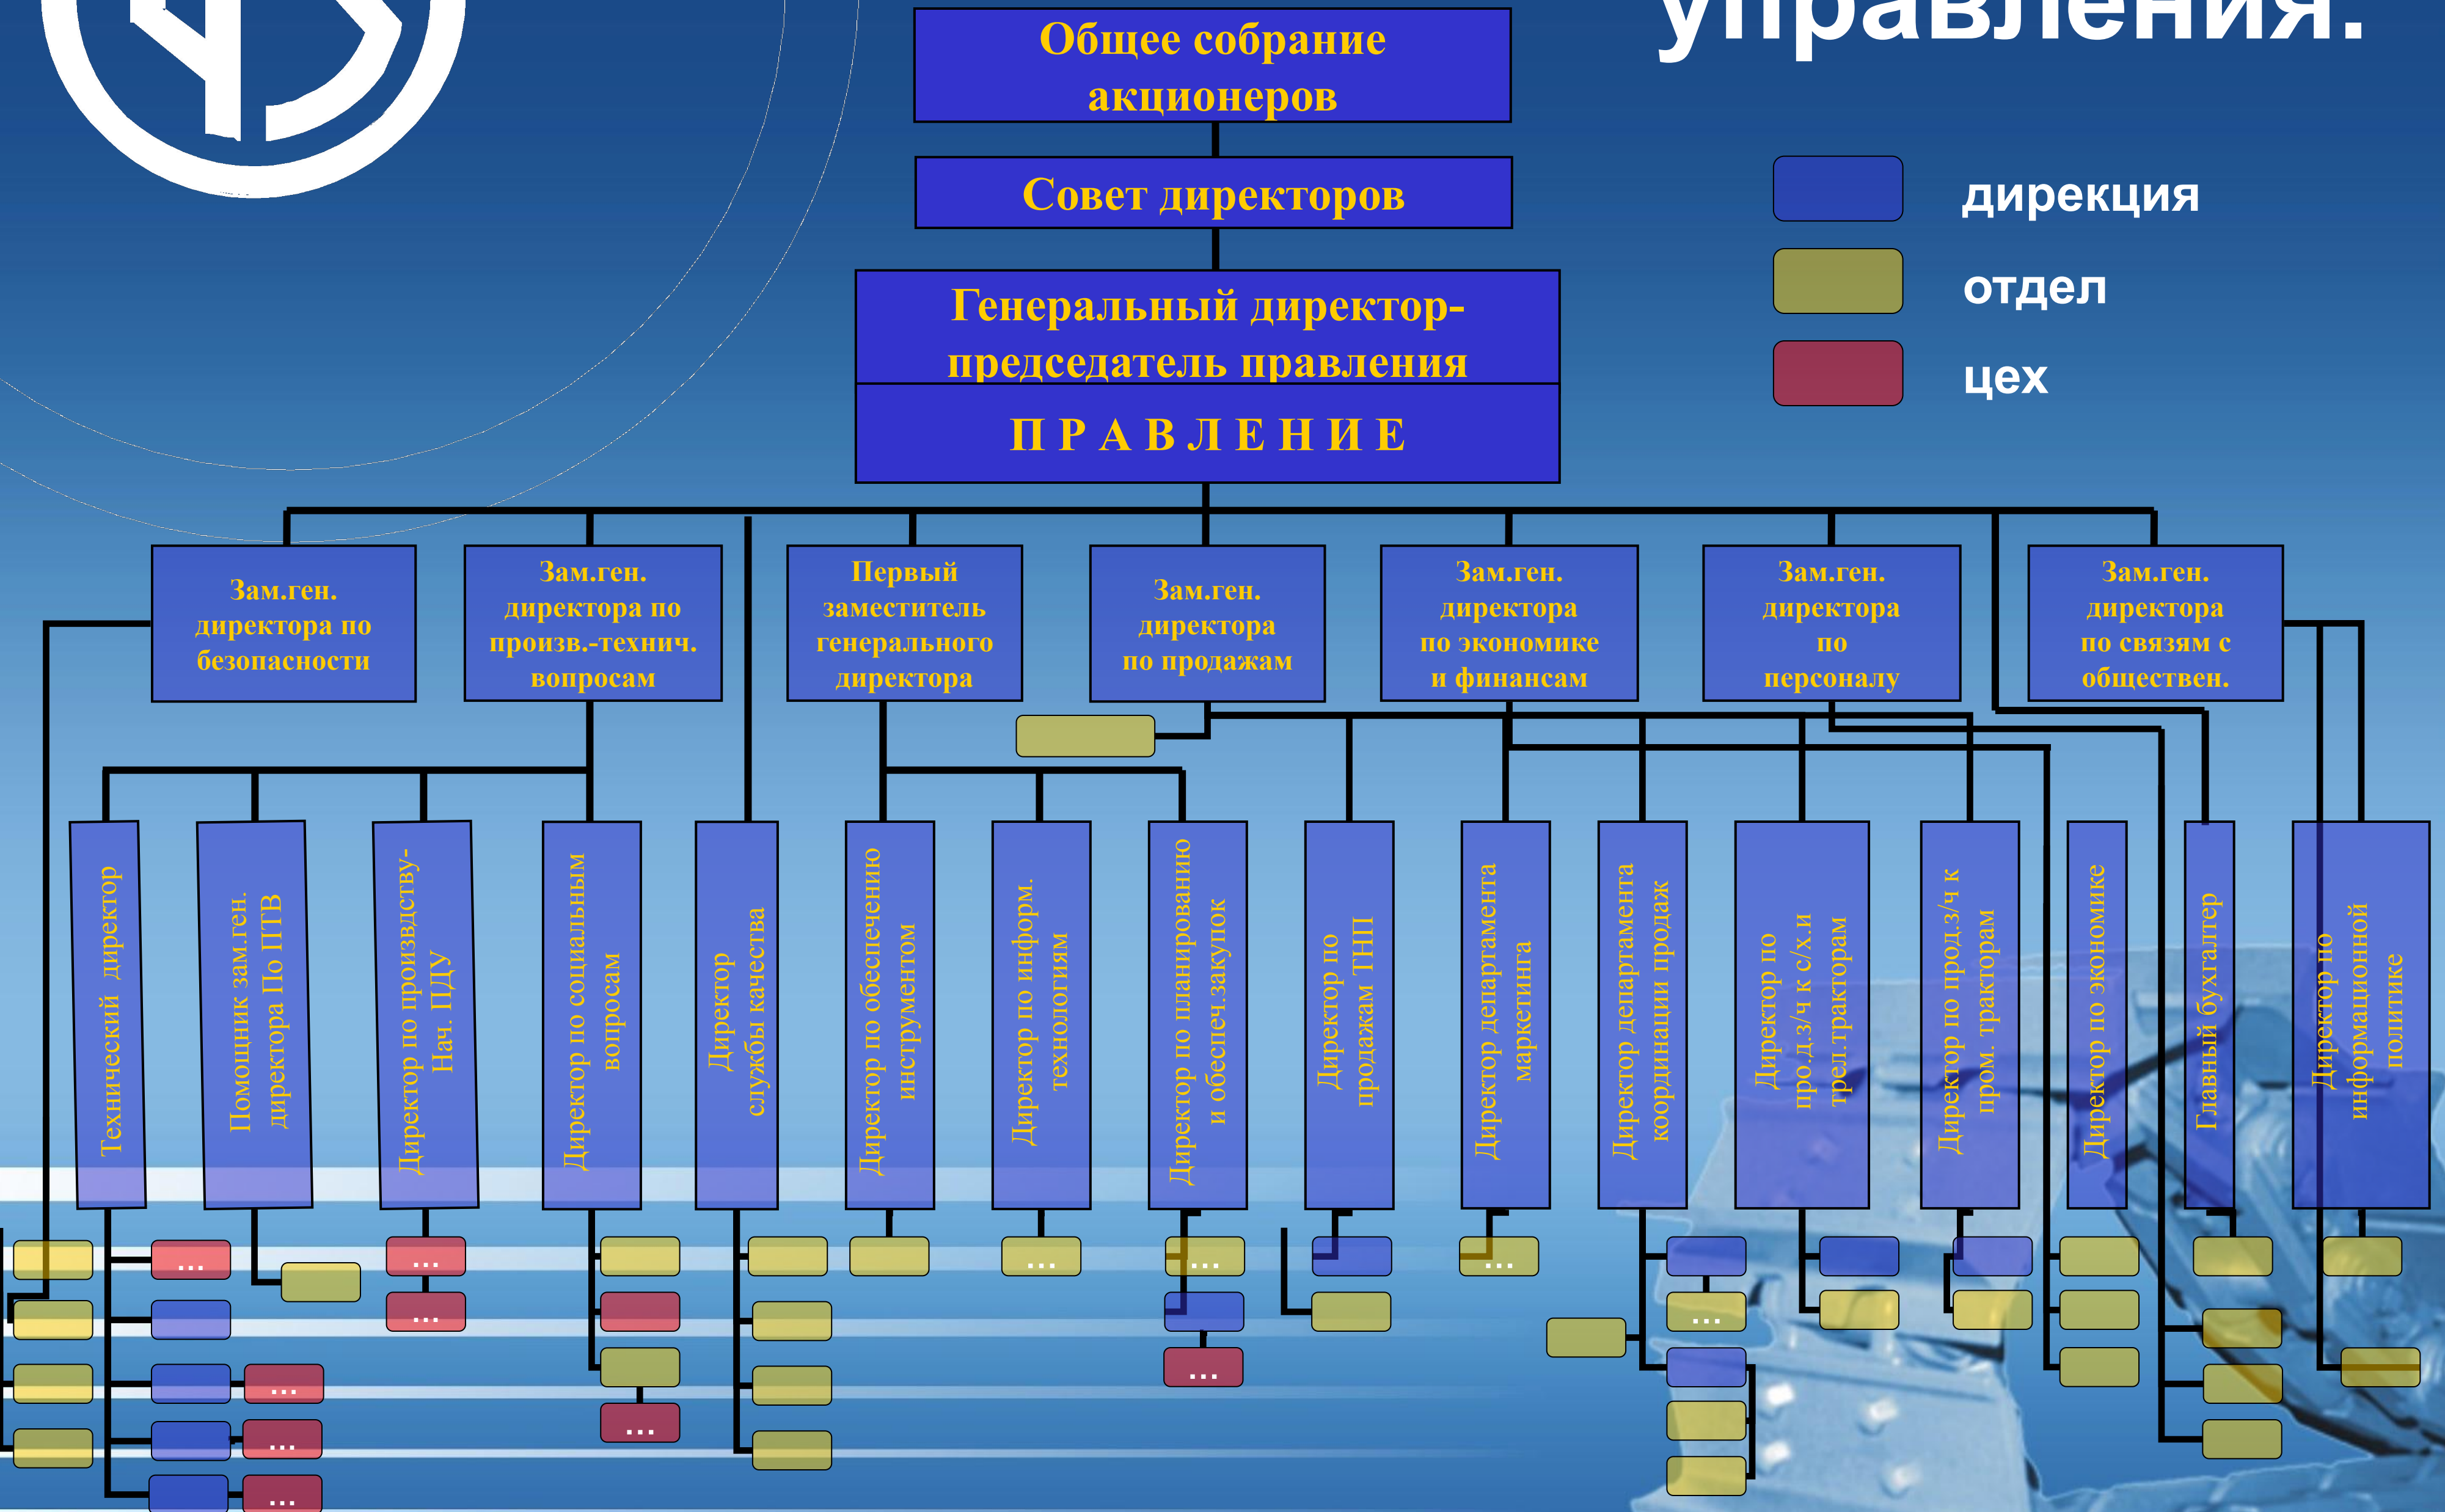 управления.
Общее собрание
акционеров
Совет директоров
Генеральный директор-
председатель правления
П Р А В Л Е Н И Е
дирекция
отдел
цех
Зам.ген.
директора по
безопасности
Зам.ген.
директора по
произв.-технич.
вопросам
Первый
заместитель
генерального
директора
Зам.ген.
директора
по продажам
Зам.ген.
директора
по экономике
и финансам
Зам.ген.
директора
по
персоналу
Зам.ген.
директора
по связям с
обществен.
Технический директор
Помощник зам.ген.
директора По ПТВ
Директор по произвдству-
Нач. ПДУ
Директор по социальным
вопросам
Директор
службы качества
Директор по обеспечению
инструментом
Директор по информ.
технологиям
Директор по планированию
и обеспеч.закупок
Директор по
продажам ТНП
Директор департамента
маркетинга
Директор департамента
координации продаж
Директор по
прод.з/ч к с/х.и
трел.тракторам
Директор по прод.з/ч к
пром. тракторам
Директор по экономике
Главный бухгалтер
Директор по
информационной
политике
...
...
...
...
...
...
...
...
...
...
...
...